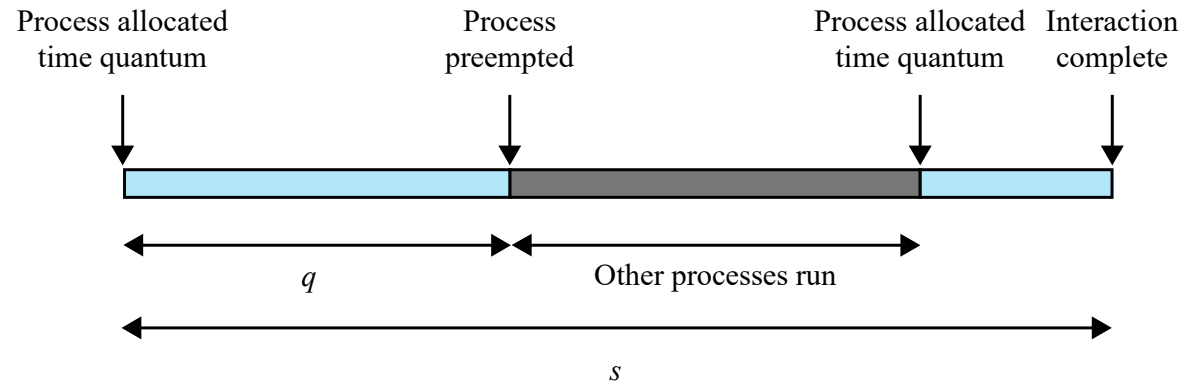 Process allocated
time quantum
Process
preempted
Process allocated
time quantum
Interaction
complete
q
Other processes run
s